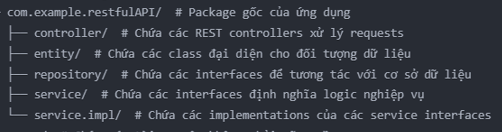 com.example.restfulAPI/ # Package gốc của ứng dụng
├── controller/ # Chứa các REST controllers xử lý requests
├── entity/ # Chứa các class đại diện cho đối tượng dữ liệu
├── repository/ # Chứa các interfaces để tương tác với cơ sở dữ liệu
├── service/ # Chứa các interfaces định nghĩa logic nghiệp vụ
└── service.impl/ # Chứa các implementations của các service interfaces